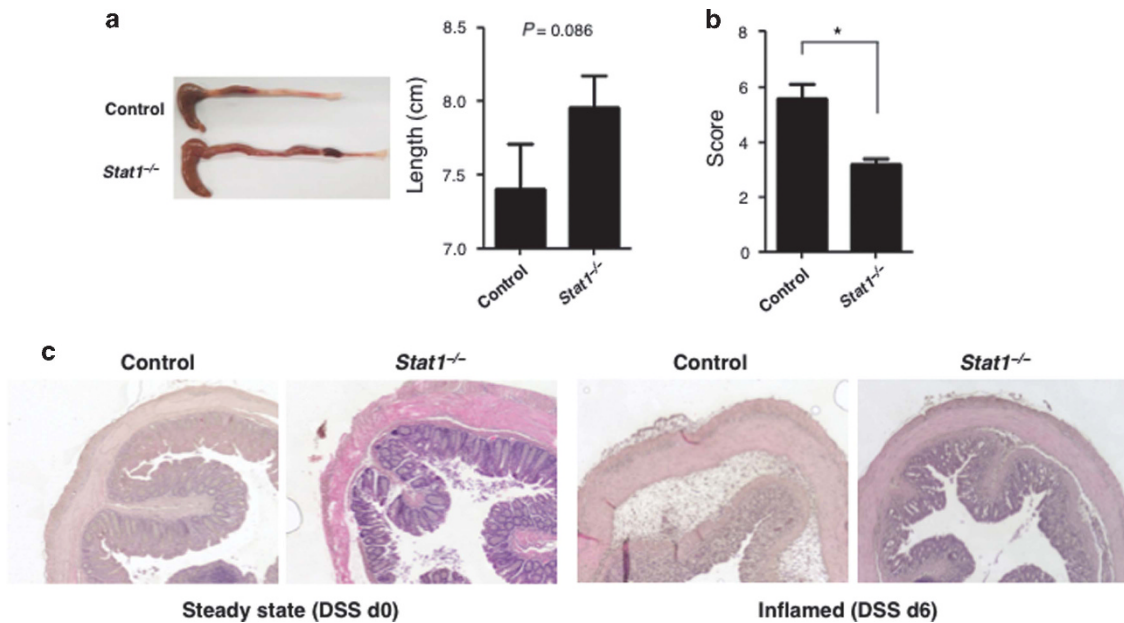 a
Control
Stat1–/–
Length (cm)
8.5
8.0
7.5
7.0
P = 0.086
Control
Stat1–/–
b
Score
8
6
4
2
0
*
Control
Stat1–/–
c
Control
Stat1–/–
Control
Stat1–/–
Steady state (DSS d0)
Inflamed (DSS d6)